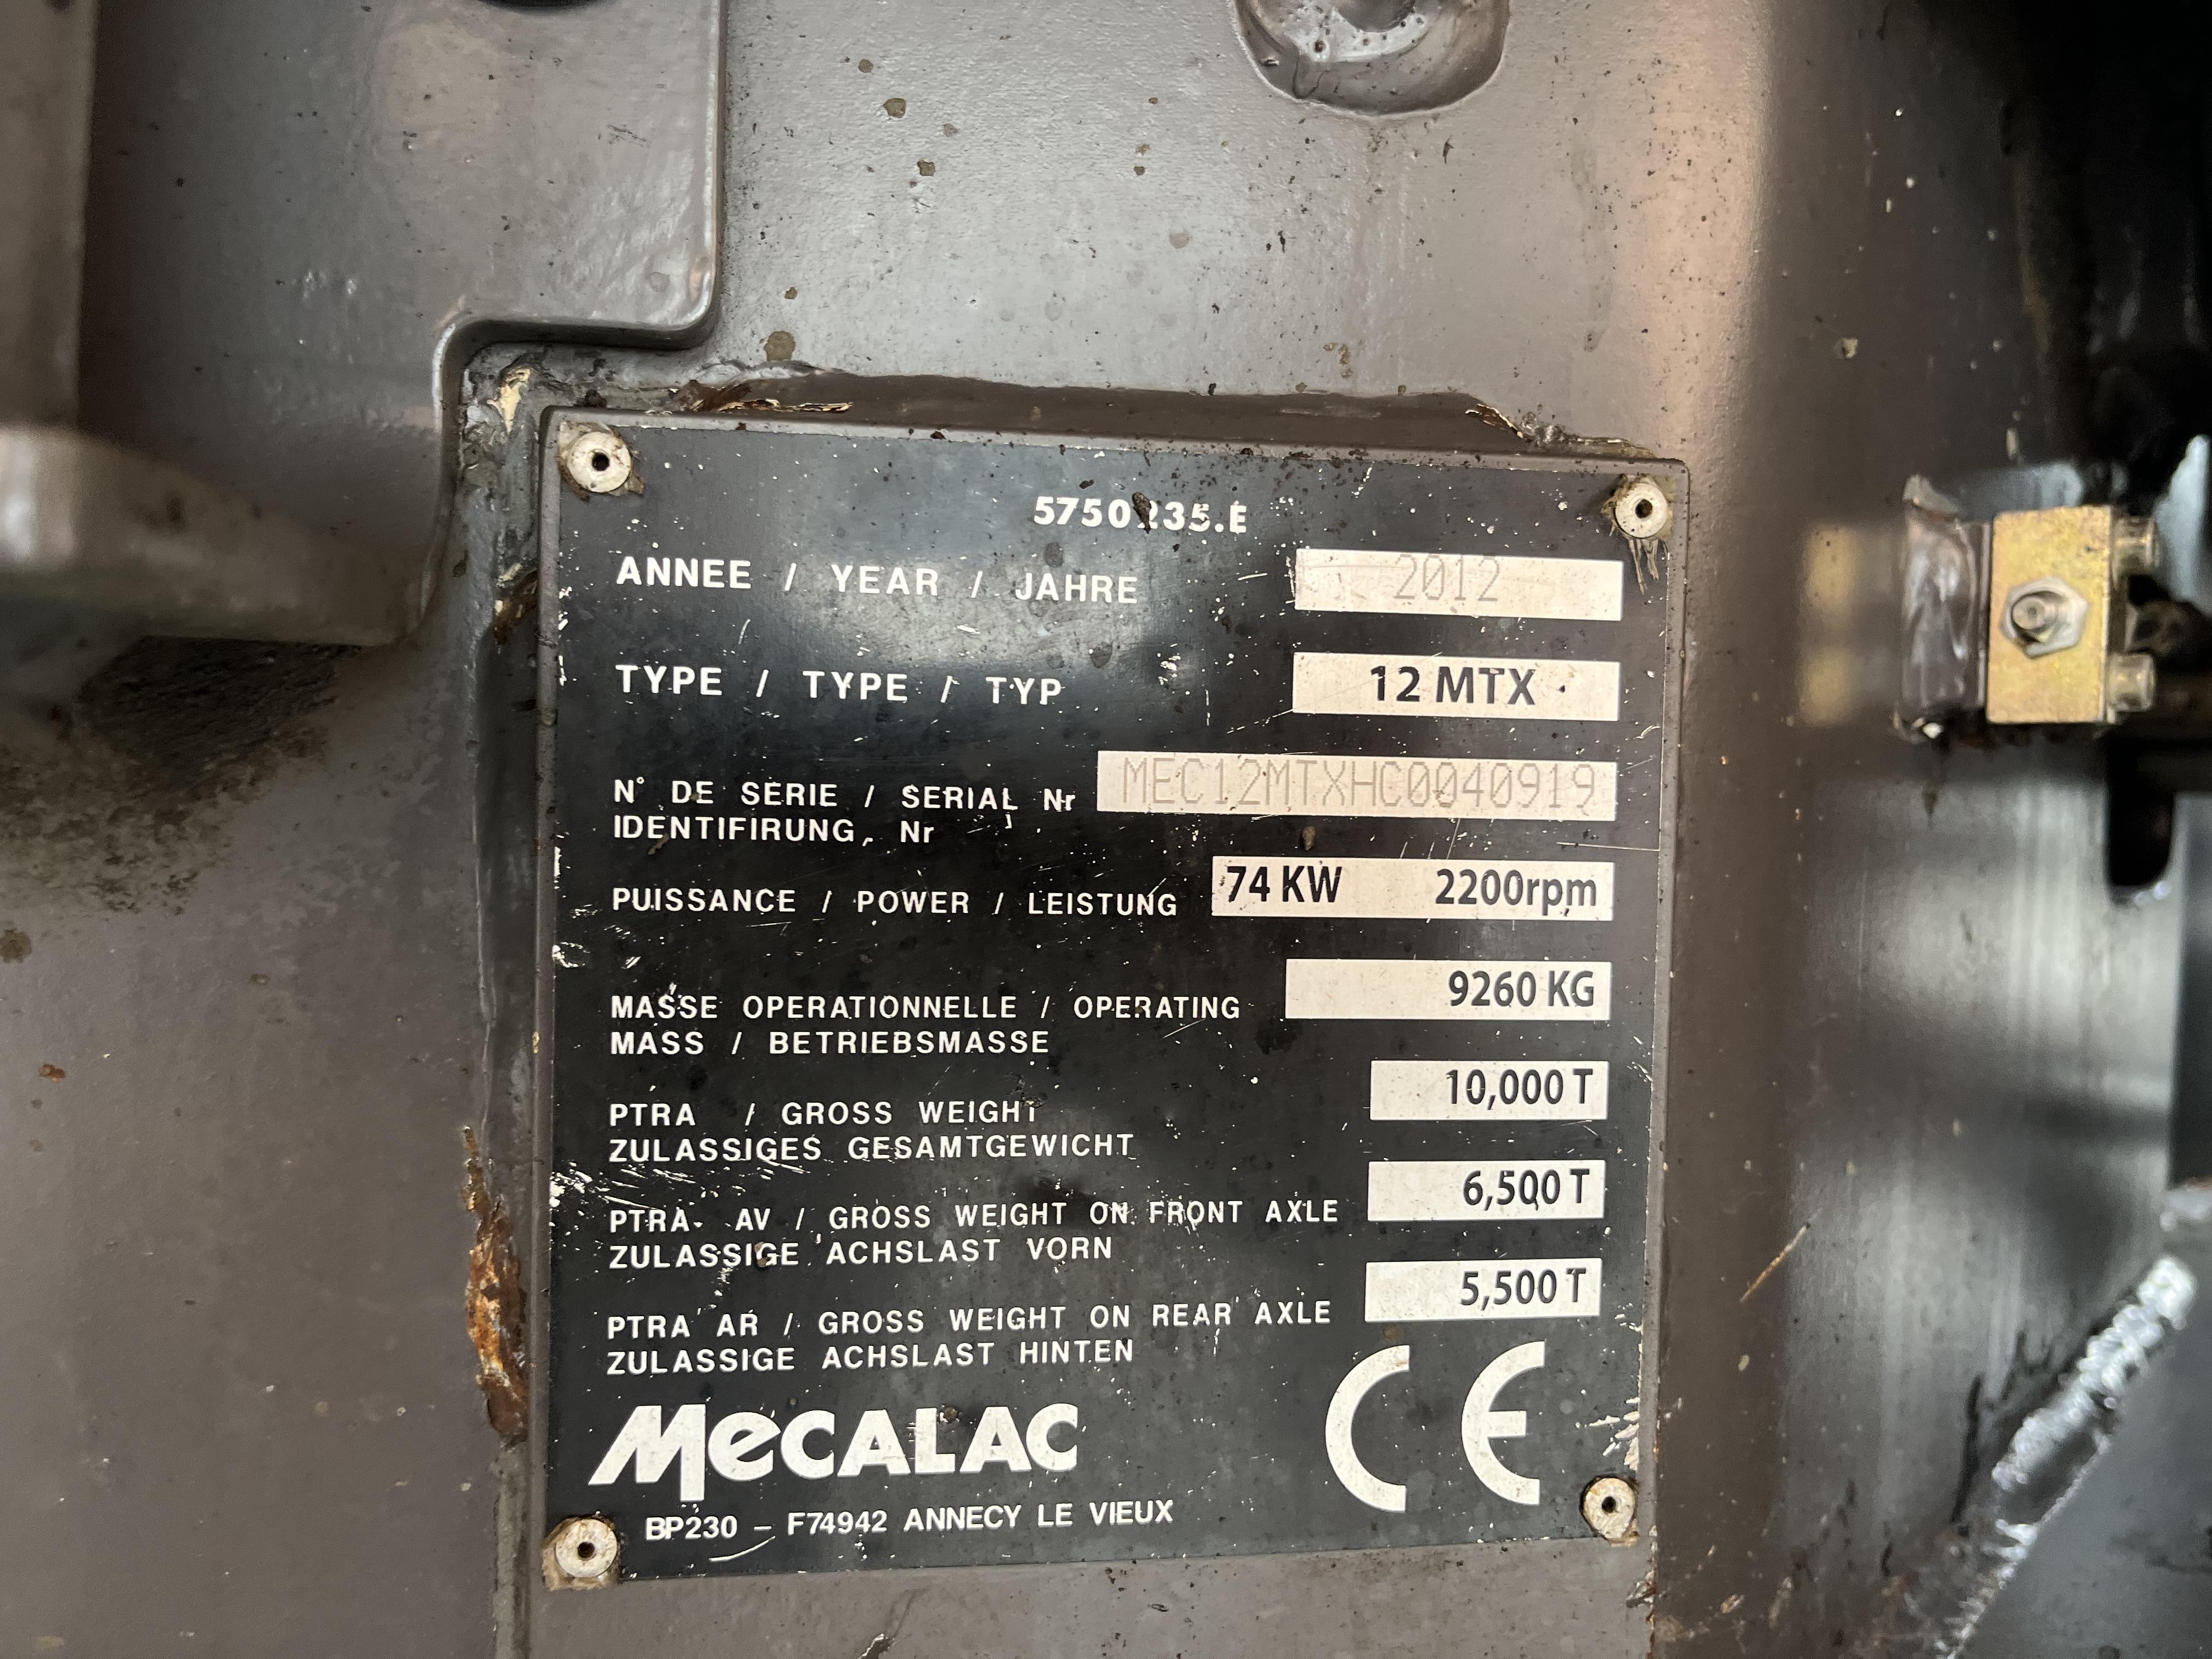 ANNEE / YEAR / JAHRE 2012
TYPE / TYPE / TYP 12 MTX
N° DE SERIE / SERIAL Nr MEC12MTXHC0040919
IDENTIFIRUNG, Nr
PUISSANCE / POWER / LEISTUNG 74 KW 2200rpm
MASSE OPERATIONNELLE / OPERATING 9260 KG
MASS / BETRIEBSMASSE
PTRA / GROSS WEIGHT 10,000 T
ZULASSIGES GESAMTGEWICHT
PTRA- AV / GROSS WEIGHT ON FRONT AXLE 6,500 T
ZULASSIGE ACHSLAST VORN
PTRA AR / GROSS WEIGHT ON REAR AXLE 5,500 T
ZULASSIGE ACHSLAST HINTEN
MeCALAC CE
BP230 - F74942 ANNECY LE VIEUX